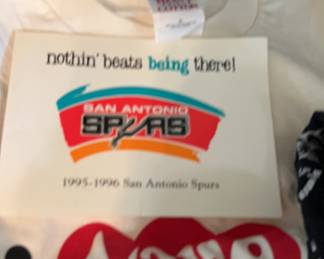 nothin' beats being there!
SAN ANTONIO
SPURS
1995-1996 San Antonio Spurs